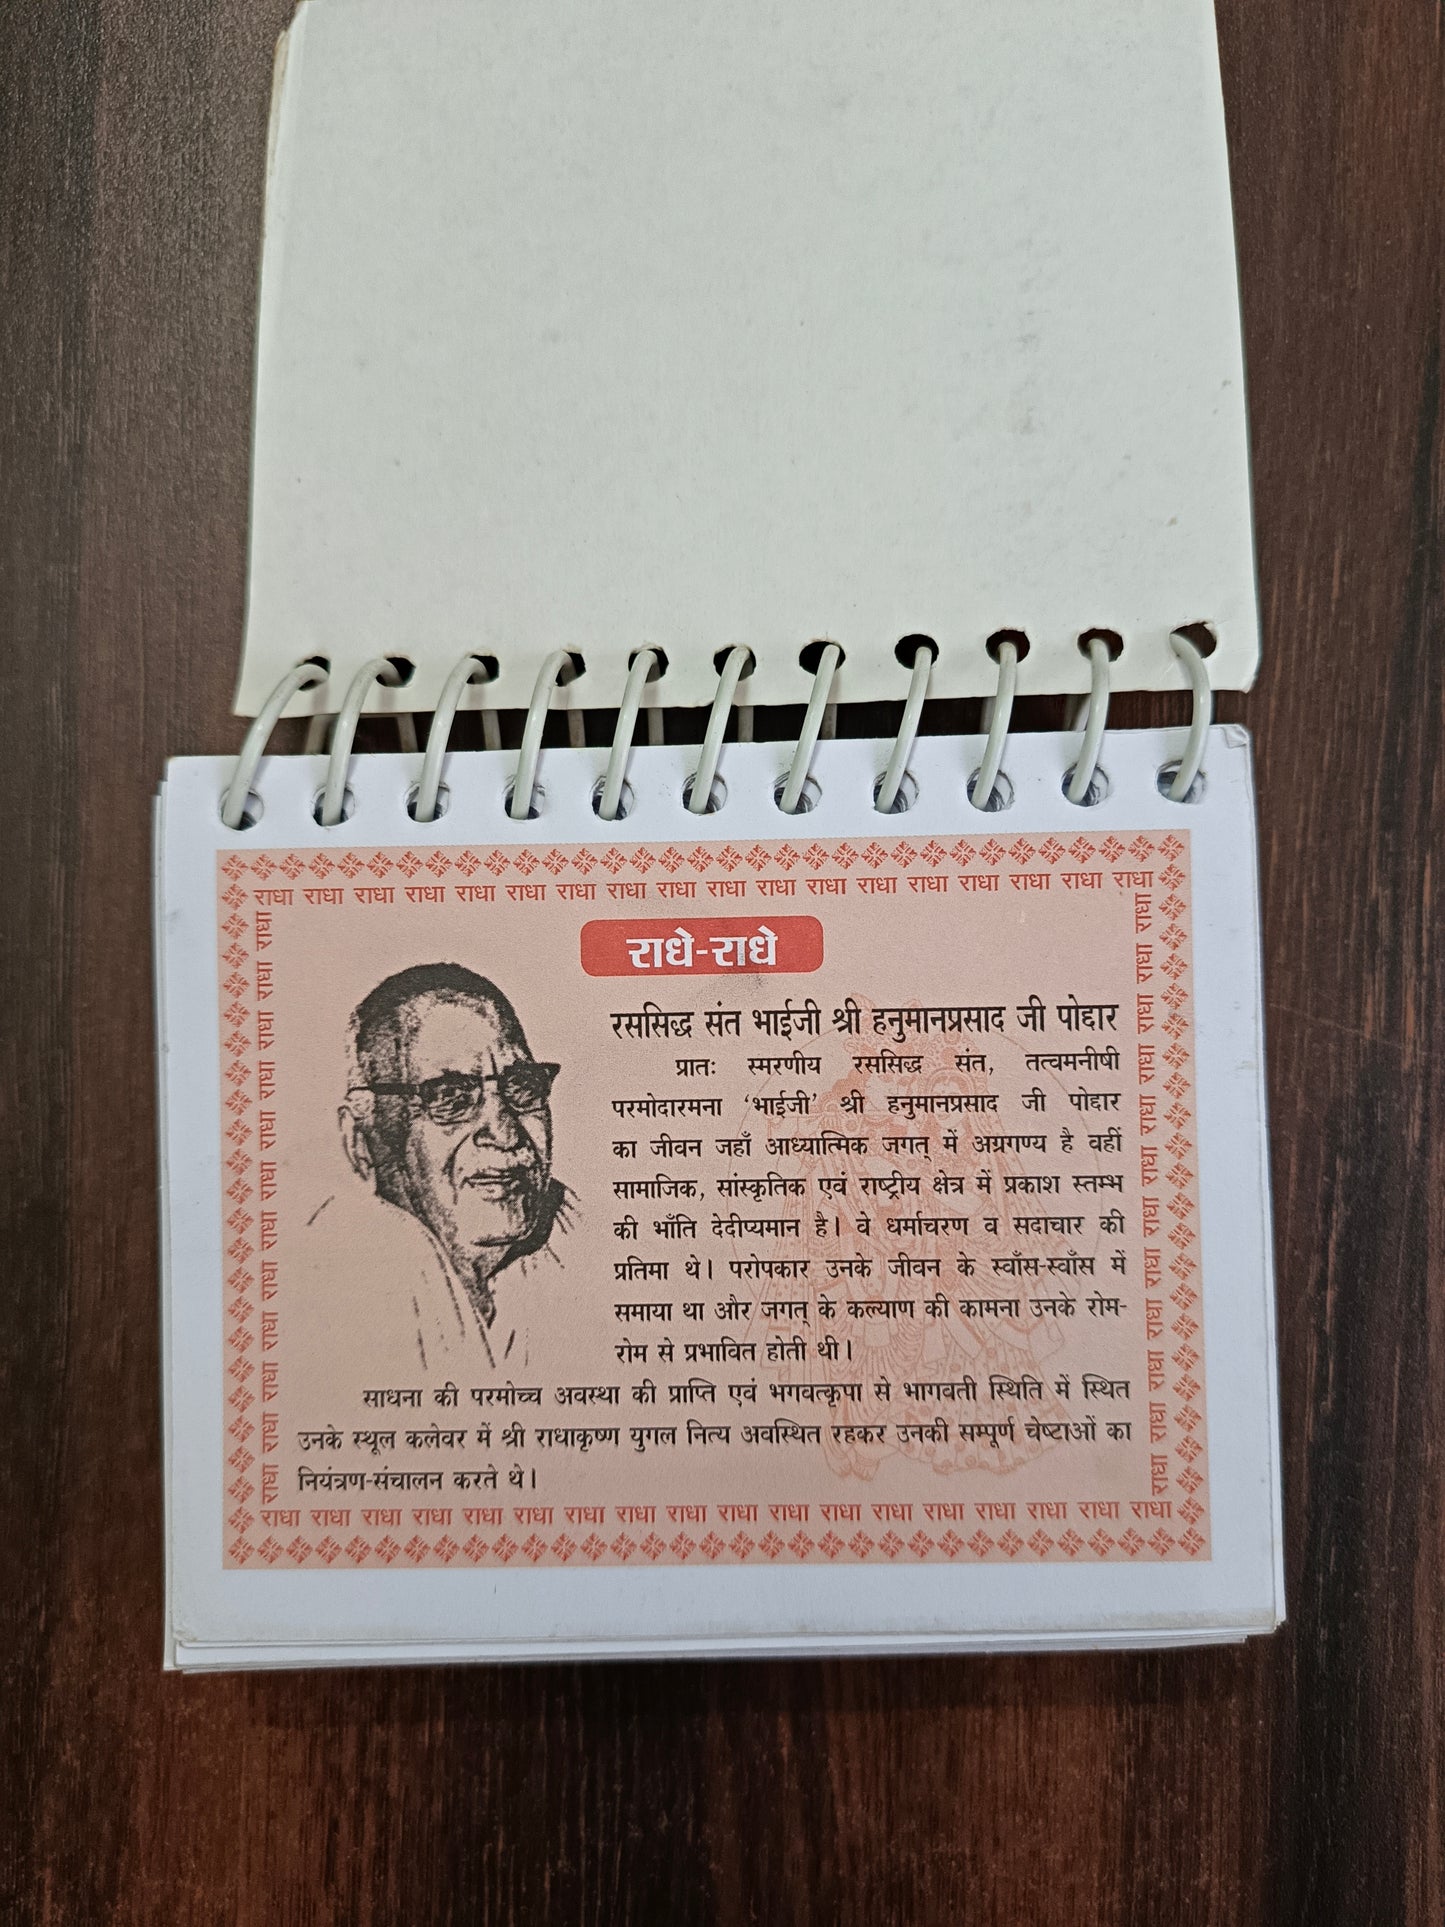 राधा राधा राधा राधा राधा राधा राधा राधा राधा राधा राधा राधा राधा राधा राधा राधा राधा राधा
राधे-राधे
रससिद्ध संत भाईजी श्री हनुमानप्रसाद जी पोद्दार
प्रातः स्मरणीय रससिद्ध संत, तत्वमनीषी
परमोदारमना ‘भाईजी’ श्री हनुमानप्रसाद जी पोद्दार
का जीवन जहाँ आध्यात्मिक जगत् में अग्रगण्य है वहीं
सामाजिक, सांस्कृतिक एवं राष्ट्रीय क्षेत्र में प्रकाश स्तम्भ
की भाँति देदीप्यमान है। वे धर्माचरण व सदाचार की
प्रतिमा थे। परोपकार उनके जीवन के स्वाँस-स्वाँस में
समाया था और जगत् के कल्याण की कामना उनके रोम-
रोम से प्रभावित होती थी।
साधना की परमोच्च अवस्था की प्राप्ति एवं भगवत्कृपा से भागवती स्थिति में स्थित
उनके स्थूल कलेवर में श्री राधाकृष्ण युगल नित्य अवस्थित रहकर उनकी सम्पूर्ण चेष्टाओं का
नियंत्रण-संचालन करते थे।
राधा राधा राधा राधा राधा राधा राधा राधा राधा राधा राधा राधा राधा राधा राधा राधा राधा राधा
राधा राधा राधा राधा राधा राधा राधा राधा राधा राधा राधा राधा
राधा राधा राधा राधा राधा राधा राधा राधा राधा राधा राधा राधा